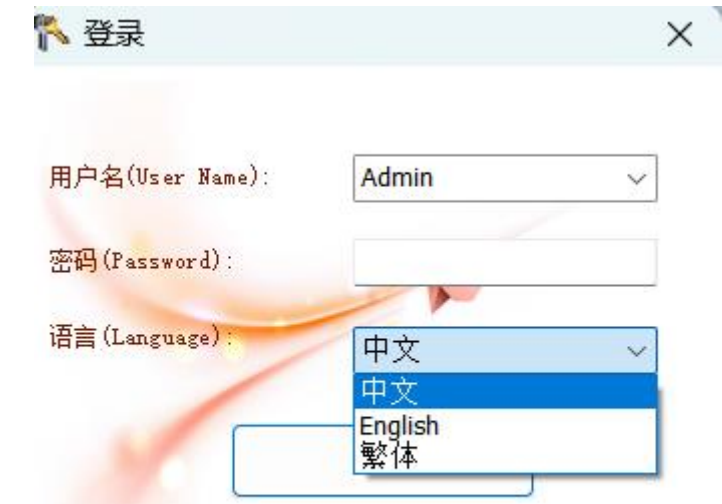 登录
用户名(User Name): Admin
密码(Password):
语言(Language): 中文
中文
English
繁体